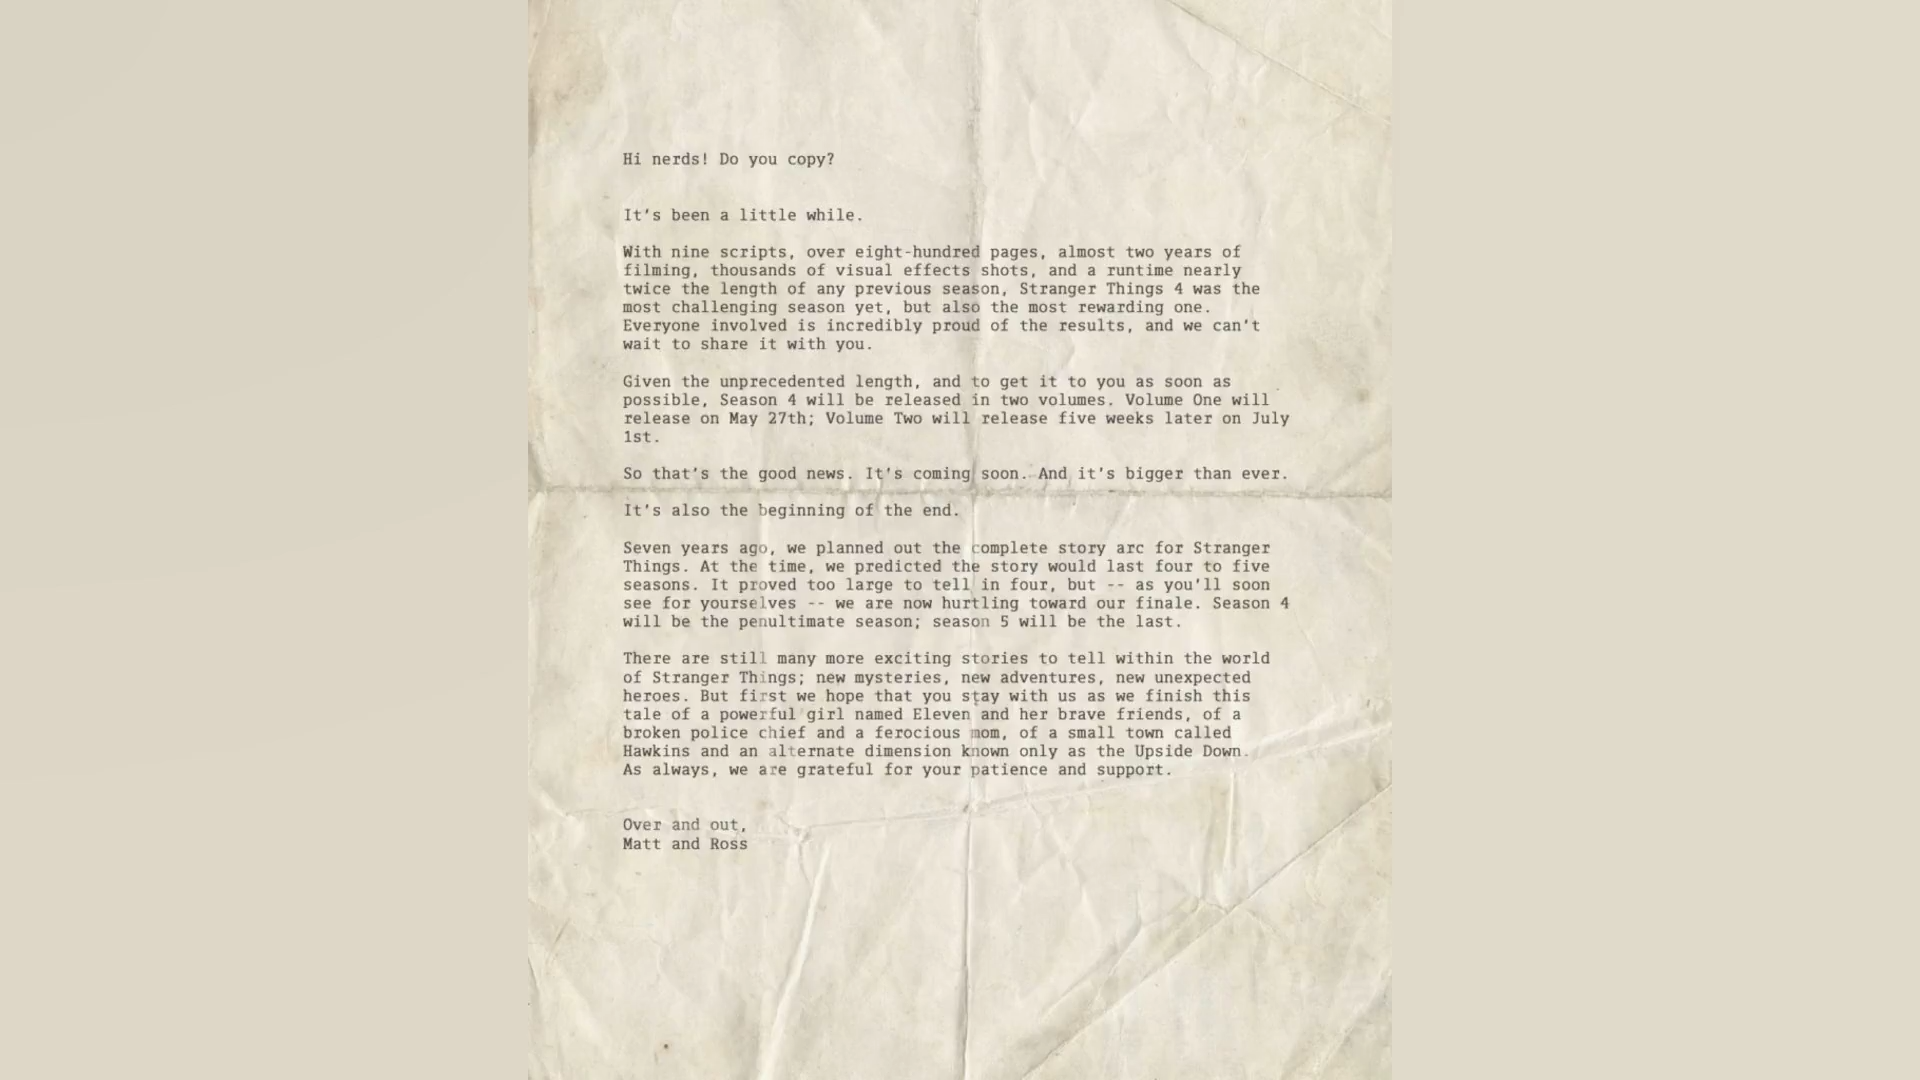 Hi nerds! Do you copy?
It's been a little while.
With nine scripts, over eight-hundred pages, almost two years of
filming, thousands of visual effects shots, and a runtime nearly
twice the length of any previous season, Stranger Things 4 was the
most challenging season yet, but also the most rewarding one.
Everyone involved is incredibly proud of the results, and we can't
wait to share it with you.
Given the unprecedented length, and to get it to you as soon as
possible, Season 4 will be released in two volumes. Volume One will
release on May 27th; Volume Two will release five weeks later on July
1st.
So that's the good news. It's coming soon. And it's bigger than ever.
It's also the beginning of the end.
Seven years ago, we planned out the complete story arc for Stranger
Things. At the time, we predicted the story would last four to five
seasons. It proved too large to tell in four, but -- as you'll soon
see for yourselves -- we are now hurtling toward our finale. Season 4
will be the penultimate season; season 5 will be the last.
There are still many more exciting stories to tell within the world
of Stranger Things; new mysteries, new adventures, new unexpected
heroes. But first we hope that you stay with us as we finish this
tale of a powerful girl named Eleven and her brave friends, of a
broken police chief and a ferocious mom, of a small town called
Hawkins and an alternate dimension known only as the Upside Down.
As always, we are grateful for your patience and support.
Over and out,
Matt and Ross